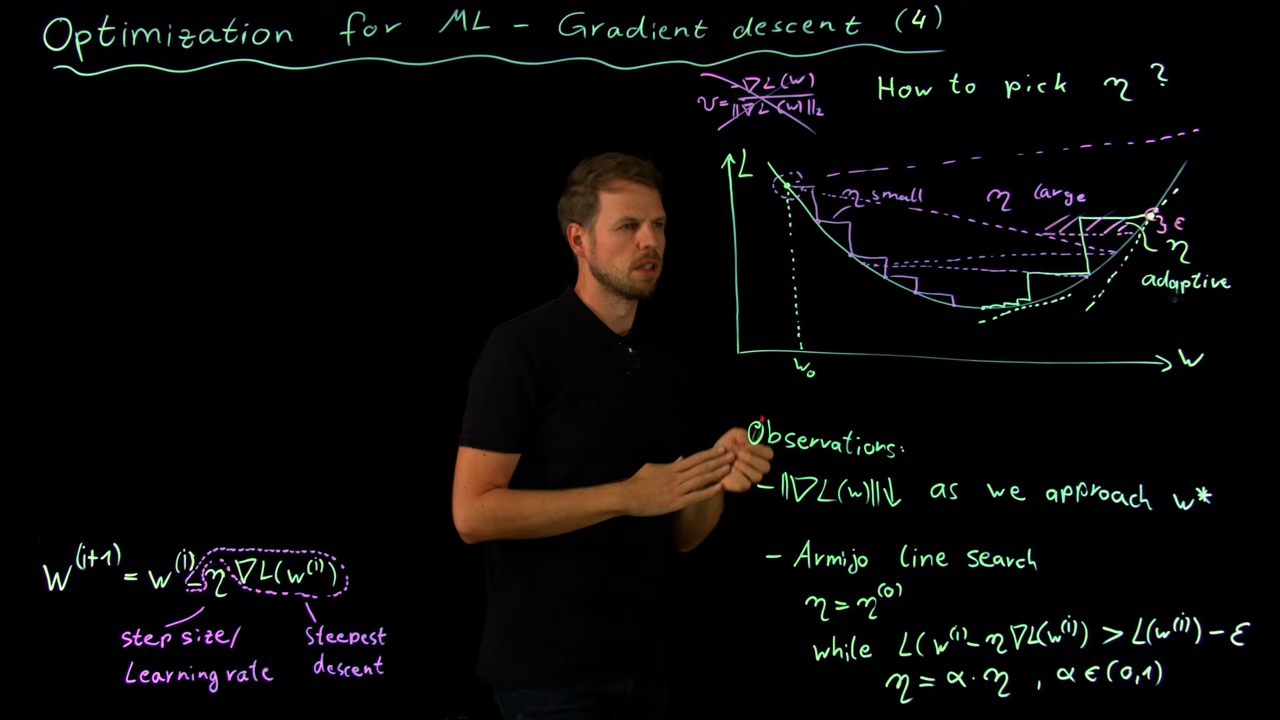 Optimization for ML - Gradient descent (4)
v = -∇L(w) / ||∇L(w)||₂
How to pick η ?
L
η small
η large
} ε
η
adaptive
w₀
w
Observations:
- ||∇L(w)||↓ as we approach w*
- Armijo line search
η = η⁽⁰⁾
while L(w⁽ⁱ⁾ - η∇L(w⁽ⁱ⁾) > L(w⁽ⁱ⁾) - ε
η = α · η , α ∈ (0,1)
w⁽ⁱ⁺¹⁾ = w⁽ⁱ⁾ - η ∇L(w⁽ⁱ⁾)
step size/
Learning rate
steepest
descent